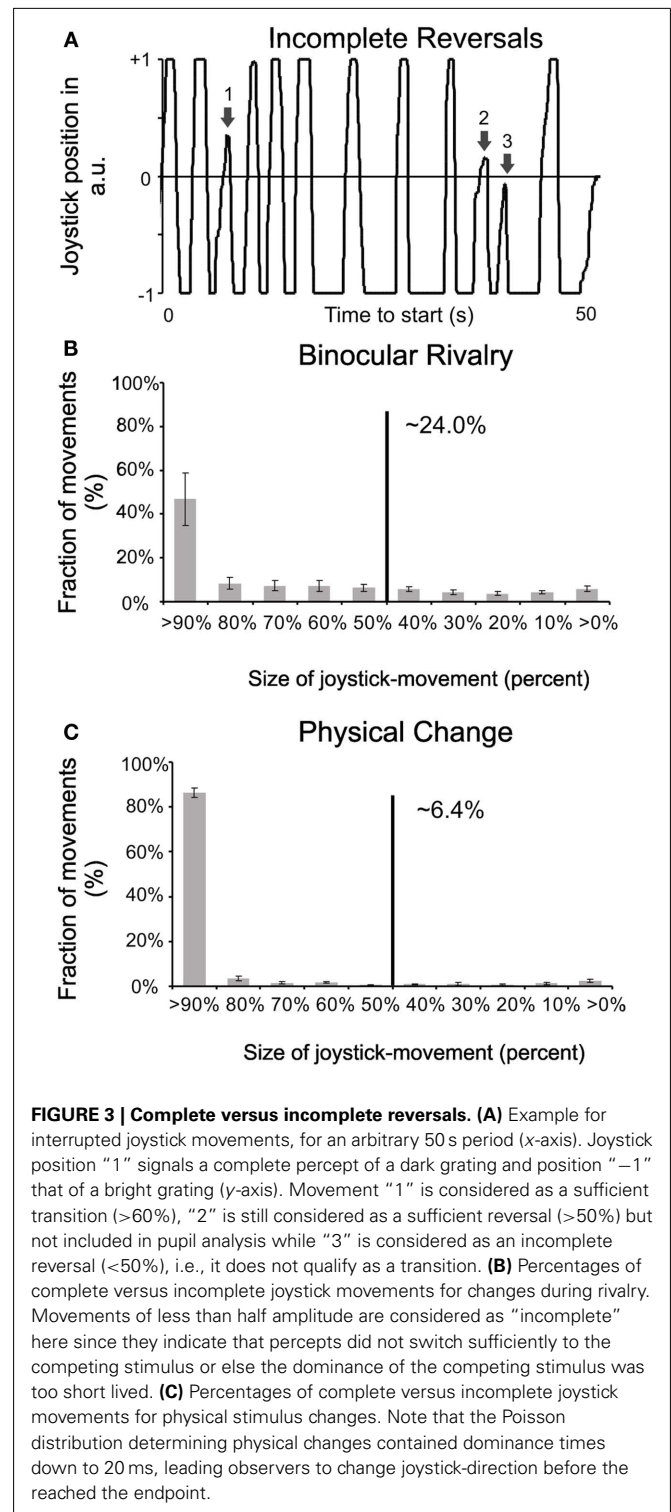 A
Incomplete Reversals
Joystick position in
a.u.
+1
0
-1
1
2
3
0
Time to start (s)
50
B
Binocular Rivalry
Fraction of movements
(%)
100%
80%
60%
40%
20%
0%
~24.0%
>90% 80% 70% 60% 50% 40% 30% 20% 10% >0%
Size of joystick-movement (percent)
C
Physical Change
Fraction of movements
(%)
100%
80%
60%
40%
20%
0%
~6.4%
>90% 80% 70% 60% 50% 40% 30% 20% 10% >0%
Size of joystick-movement (percent)
FIGURE 3 | Complete versus incomplete reversals. (A) Example for
interrupted joystick movements, for an arbitrary 50 s period (x-axis). Joystick
position “1” signals a complete percept of a dark grating and position “−1”
that of a bright grating (y-axis). Movement “1” is considered as a sufficient
transition (>60%), “2” is still considered as a sufficient reversal (>50%) but
not included in pupil analysis while “3” is considered as an incomplete
reversal (<50%), i.e., it does not qualify as a transition. (B) Percentages of
complete versus incomplete joystick movements for changes during rivalry.
Movements of less than half amplitude are considered as “incomplete”
here since they indicate that percepts did not switch sufficiently to the
competing stimulus or else the dominance of the competing stimulus was
too short lived. (C) Percentages of complete versus incomplete joystick
movements for physical stimulus changes. Note that the Poisson
distribution determining physical changes contained dominance times
down to 20 ms, leading observers to change joystick-direction before the
reached the endpoint.